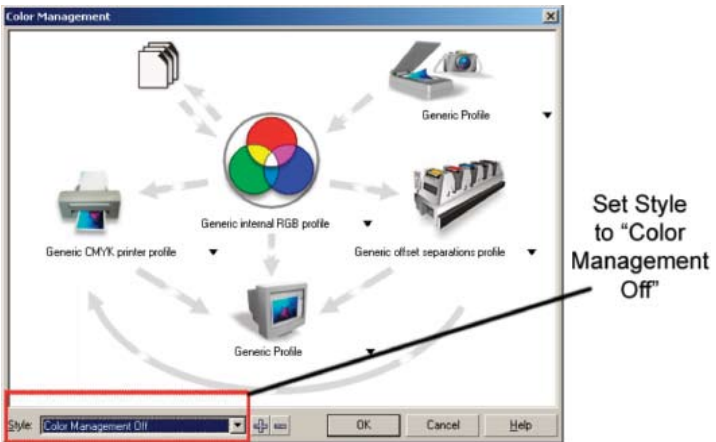 Color Management
Generic Profile
Generic internal RGB profile
Generic CMYK printer profile
Generic offset separations profile
Generic Profile
Set Style
to "Color
Management
Off"
Style: Color Management Off
OK
Cancel
Help